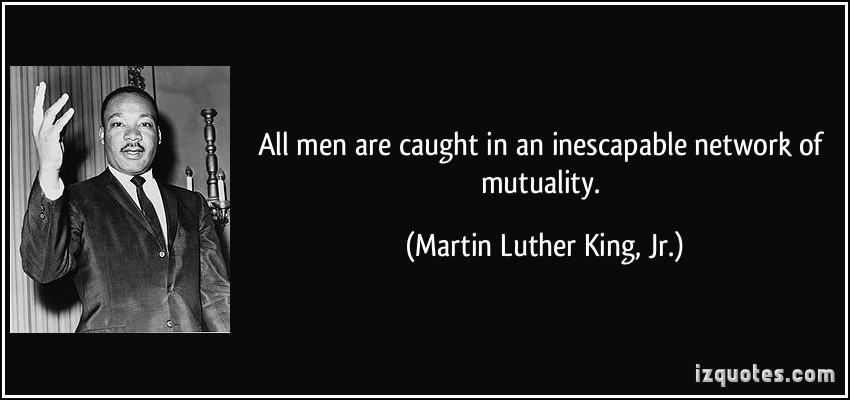 All men are caught in an inescapable network of
mutuality.
(Martin Luther King, Jr.)
izquotes.com